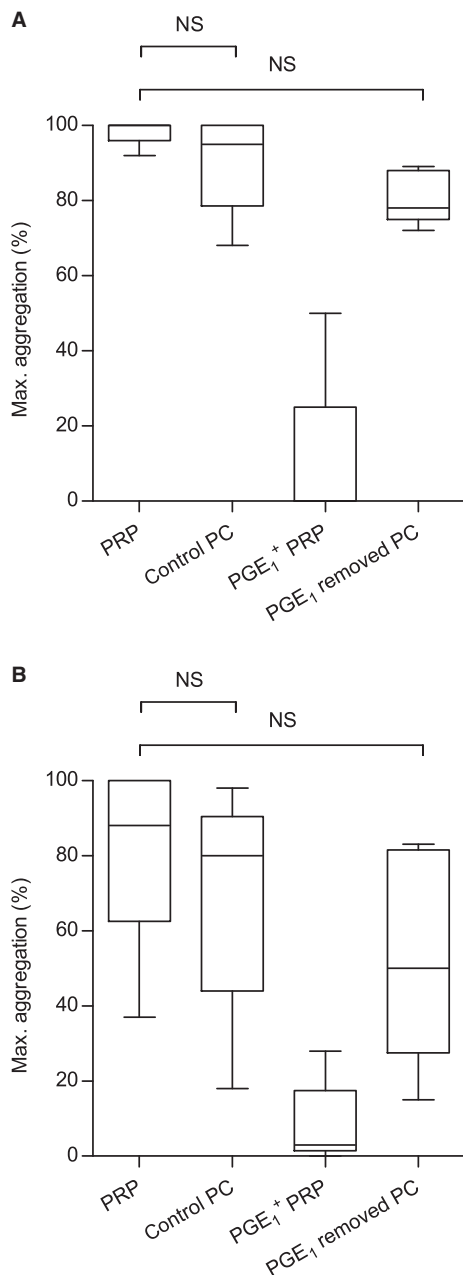 A
NS
NS
Max. aggregation (%)
100
80
60
40
20
0
PRP
Control PC
PGE₁⁺ PRP
PGE₁ removed PC
B
NS
NS
Max. aggregation (%)
100
80
60
40
20
0
PRP
Control PC
PGE₁⁺ PRP
PGE₁ removed PC